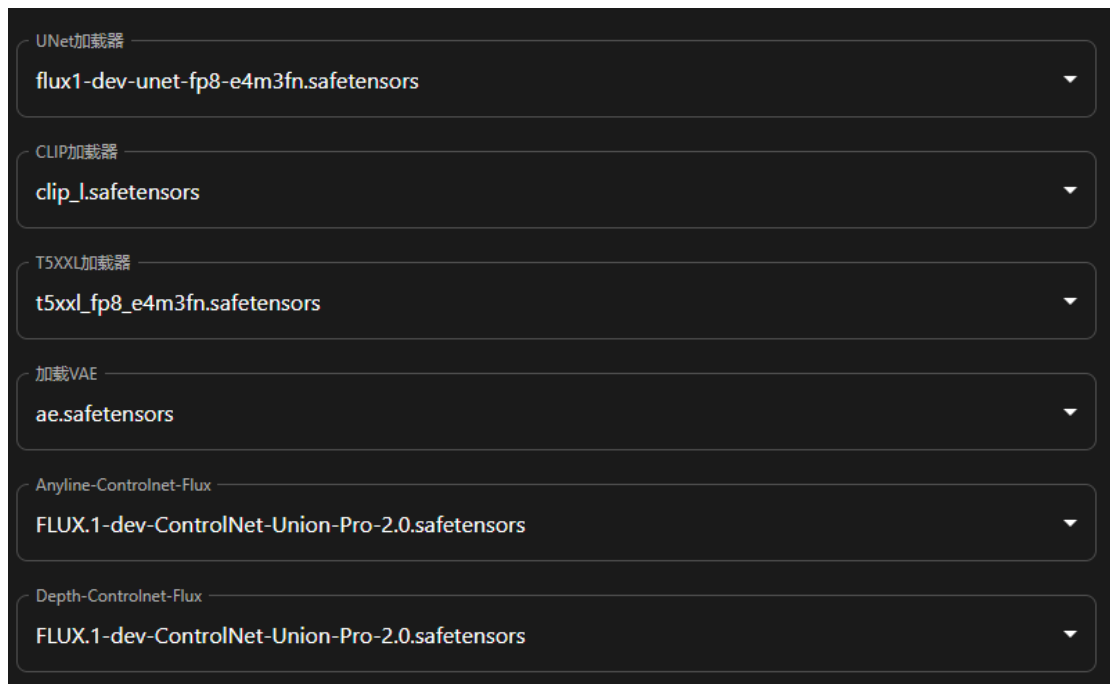 UNet加载器
flux1-dev-unet-fp8-e4m3fn.safetensors
CLIP加载器
clip_l.safetensors
T5XXL加载器
t5xxl_fp8_e4m3fn.safetensors
加载VAE
ae.safetensors
Anyline-Controlnet-Flux
FLUX.1-dev-ControlNet-Union-Pro-2.0.safetensors
Depth-Controlnet-Flux
FLUX.1-dev-ControlNet-Union-Pro-2.0.safetensors